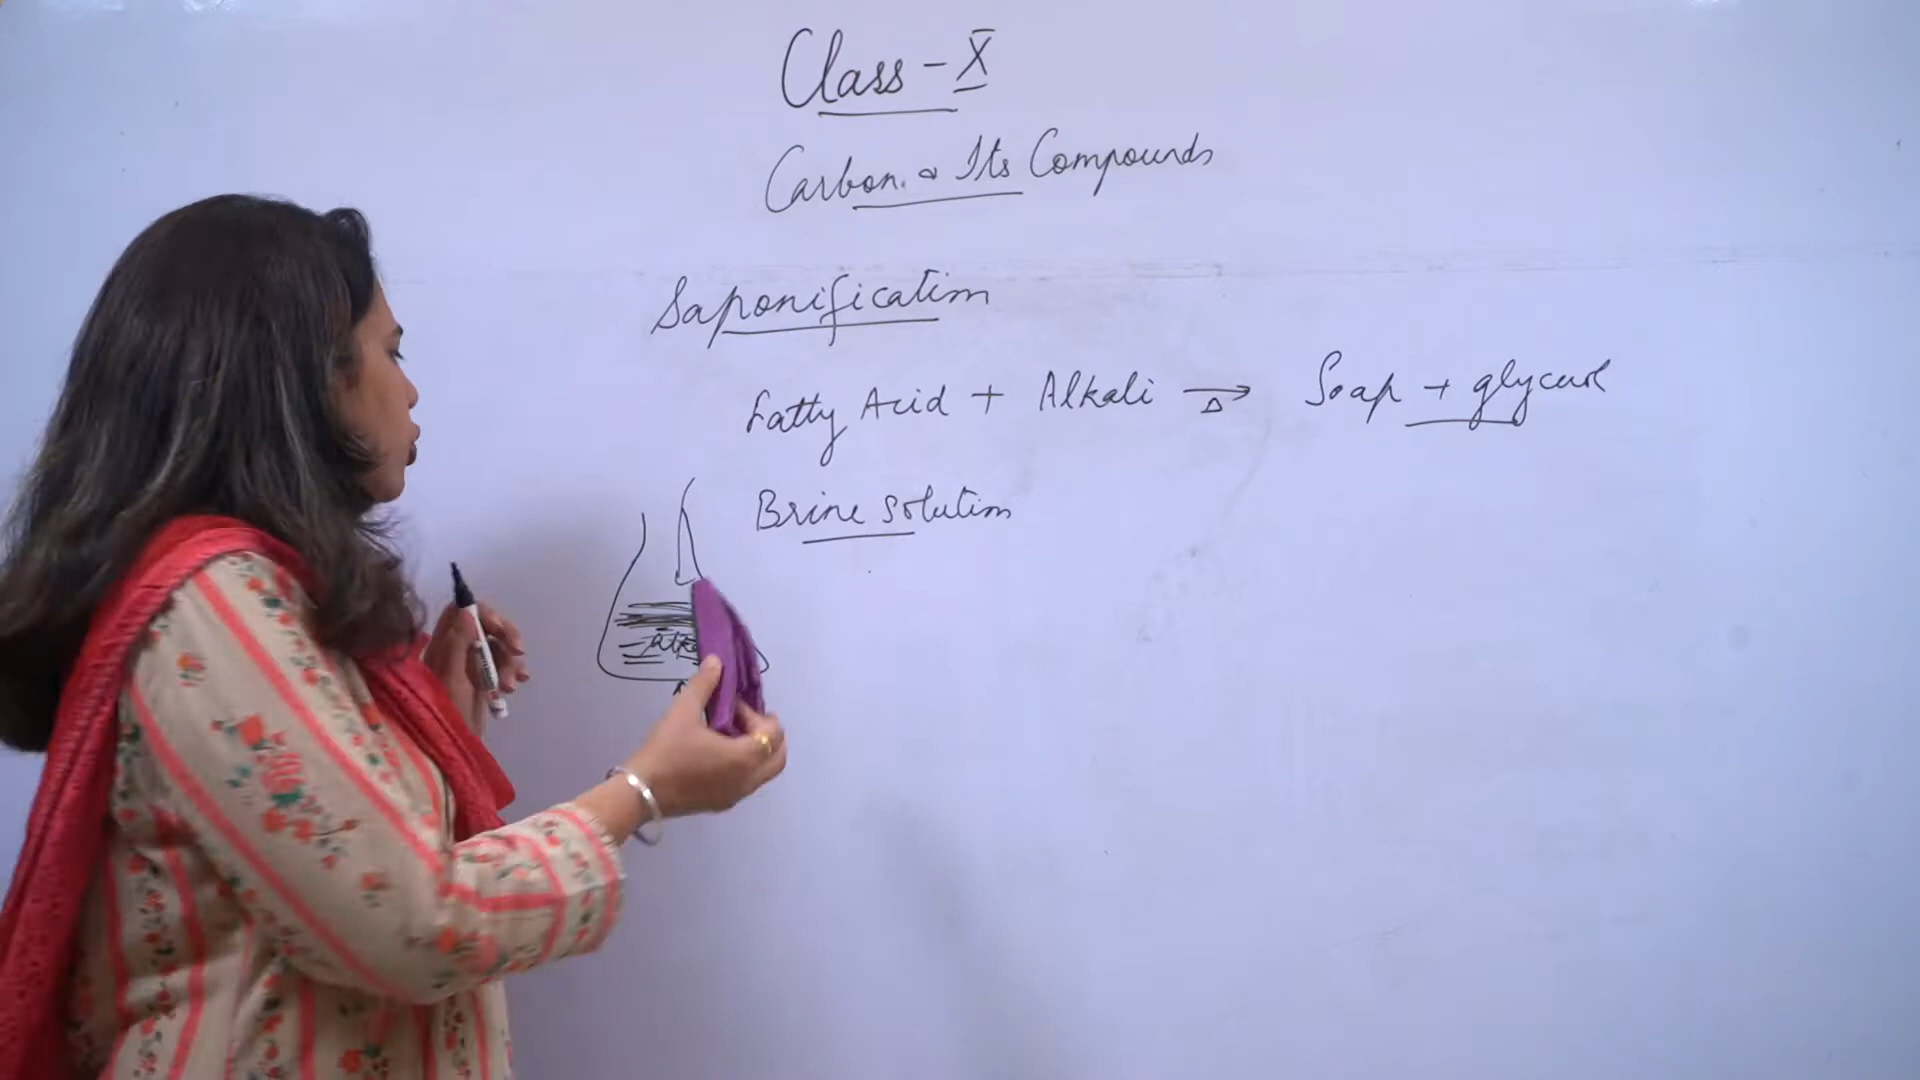 Class - X
Carbon & Its Compounds
Saponification
Fatty Acid + Alkali → Soap + glycerol
Δ
Brine solution